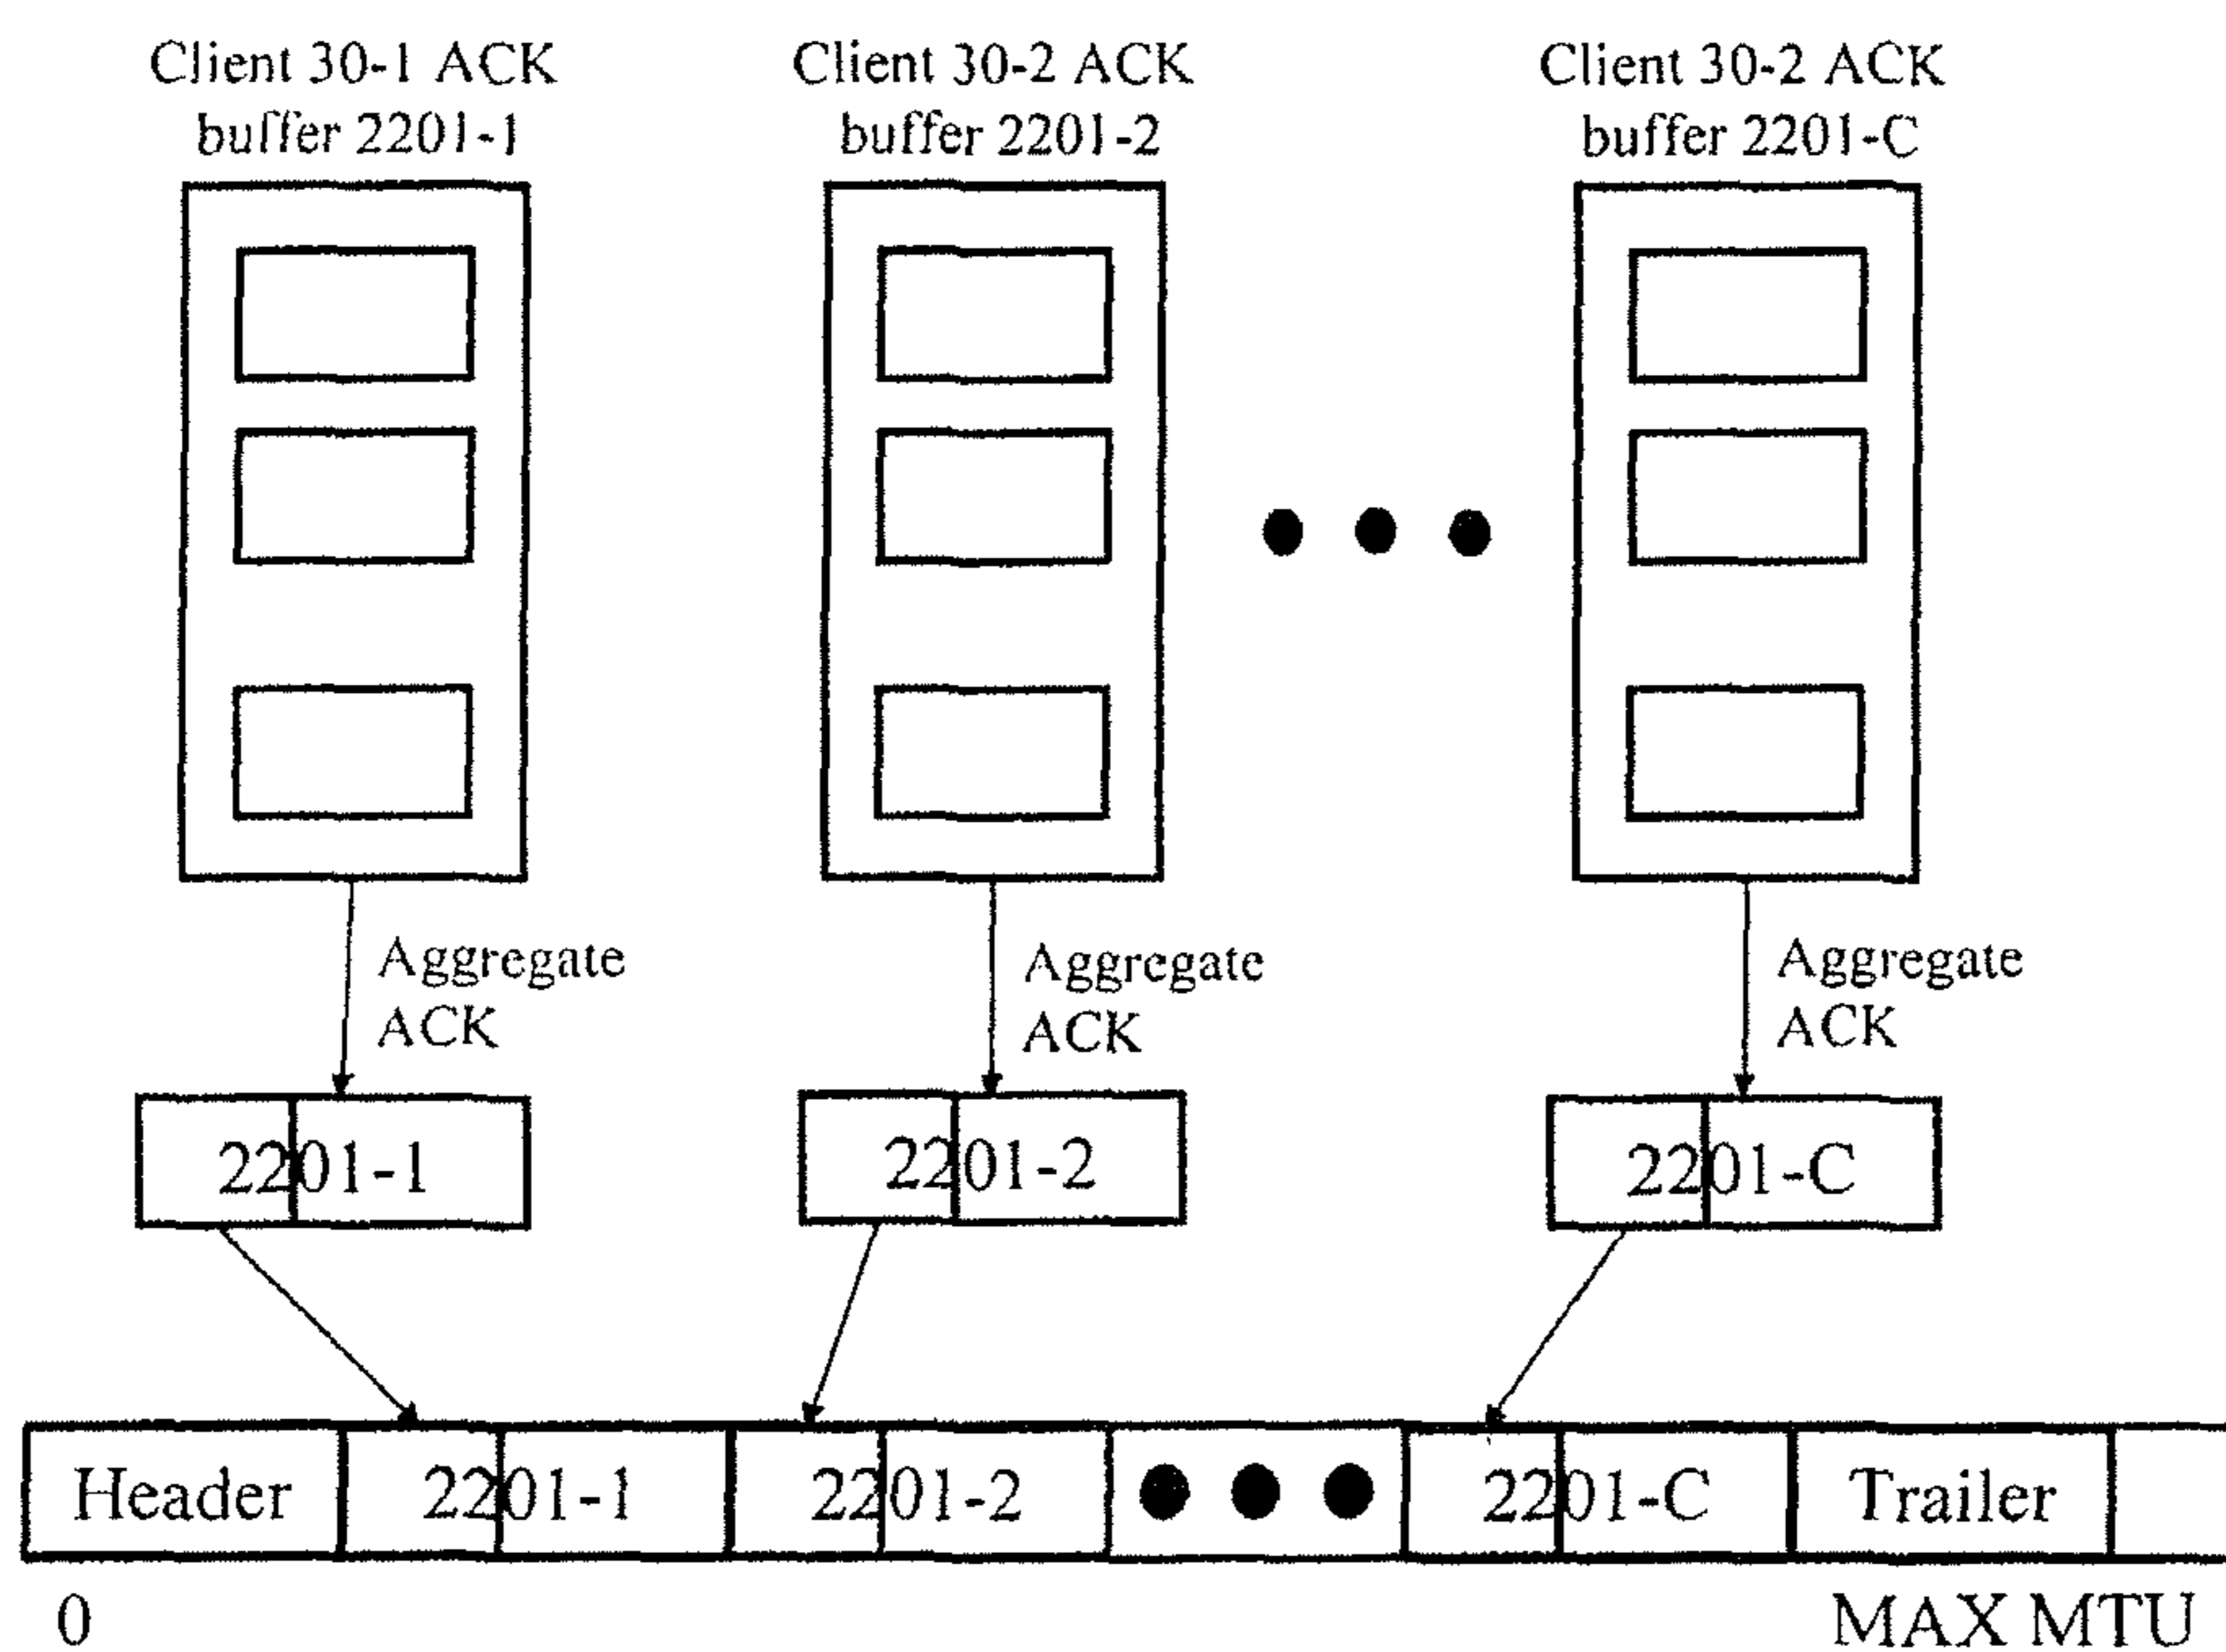 Client 30-1 ACK
buffer 2201-1
Client 30-2 ACK
buffer 2201-2
Client 30-2 ACK
buffer 2201-C
Aggregate
ACK
Aggregate
ACK
Aggregate
ACK
2201-1
2201-2
2201-C
Header
2201-1
2201-2
2201-C
Trailer
0
MAX MTU